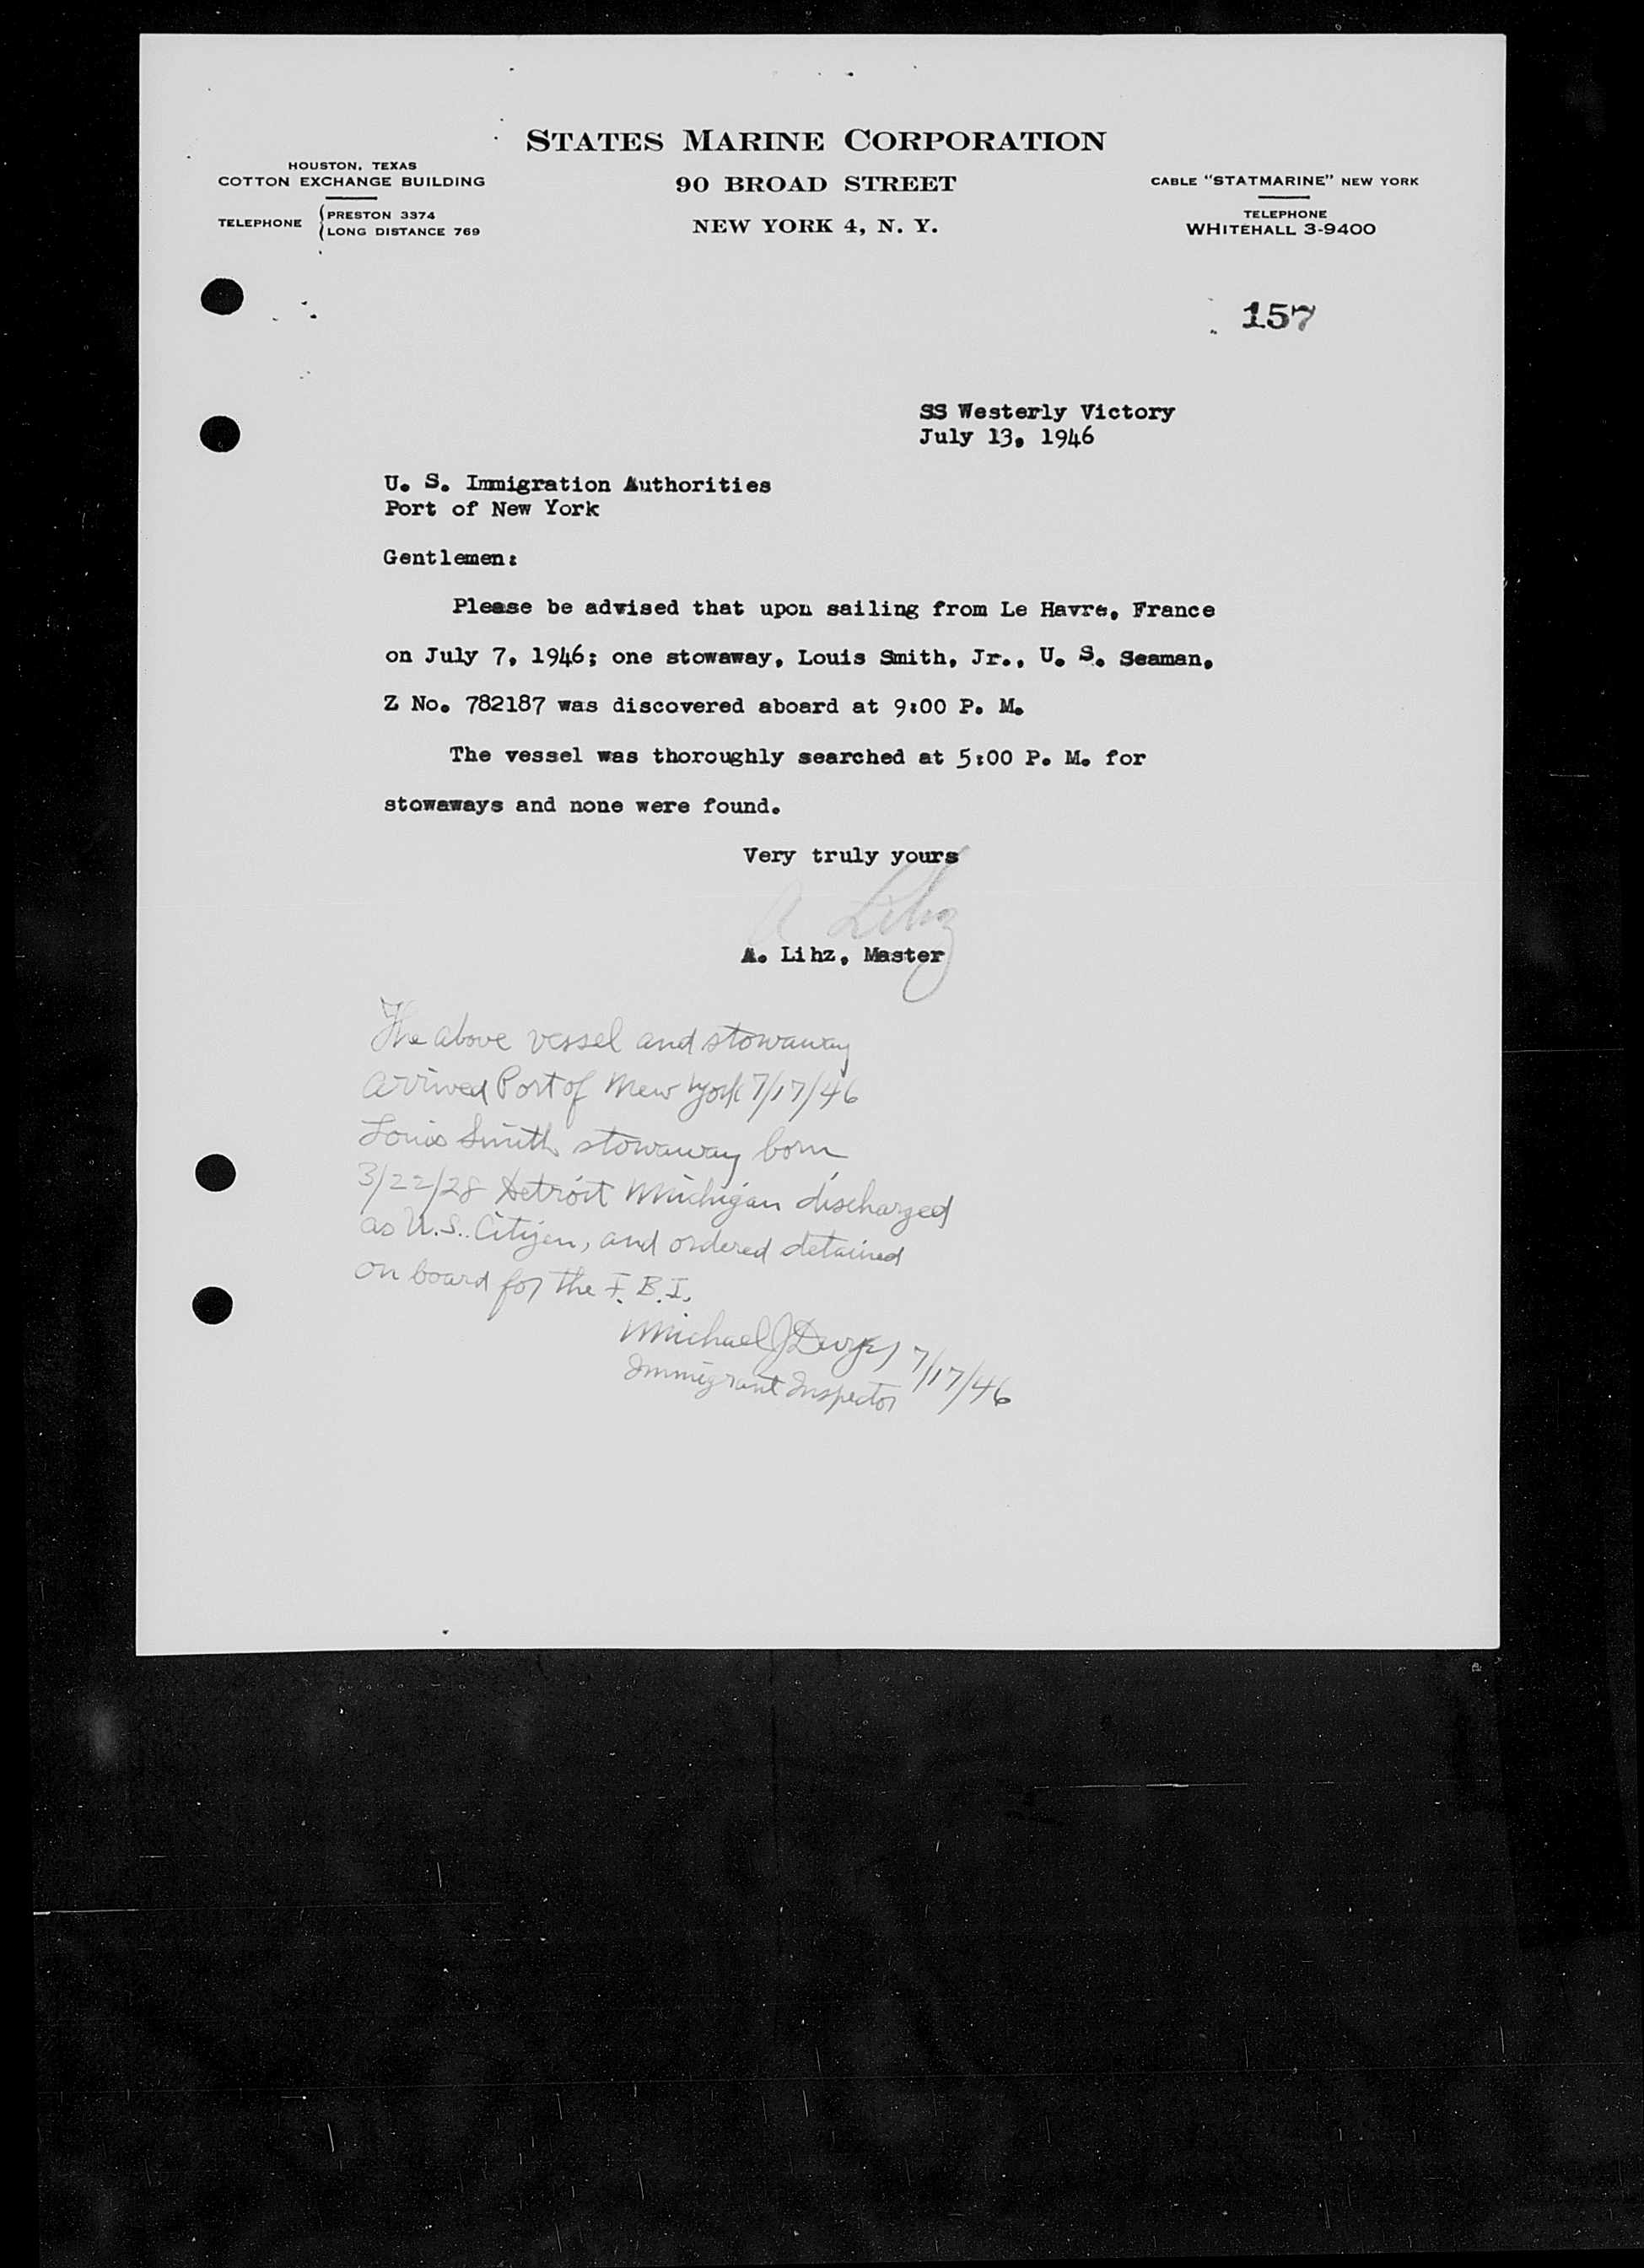 STATES MARINE CORPORATION
90 BROAD STREET
NEW YORK 4, N. Y.
HOUSTON, TEXAS
COTTON EXCHANGE BUILDING
TELEPHONE { PRESTON 3374
LONG DISTANCE 769
CABLE "STATMARINE" NEW YORK
TELEPHONE
WHITEHALL 3-9400
157
SS Westerly Victory
July 13, 1946
U. S. Immigration Authorities
Port of New York
Gentlemen:
Please be advised that upon sailing from Le Havre, France
on July 7, 1946; one stowaway, Louis Smith, Jr., U. S. Seaman,
Z No. 782187 was discovered aboard at 9:00 P. M.
The vessel was thoroughly searched at 5:00 P. M. for
stowaways and none were found.
Very truly yours
A Lihz
A. Lihz, Master
The above vessel and stowaway
arrived Port of New York 7/17/46
Louis Smith stowaway born
3/22/28 Detroit Michigan discharged
as U.S. Citizen, and ordered detained
on board for the F.B.I.
Michael J 7/17/46
Immigrant Inspector